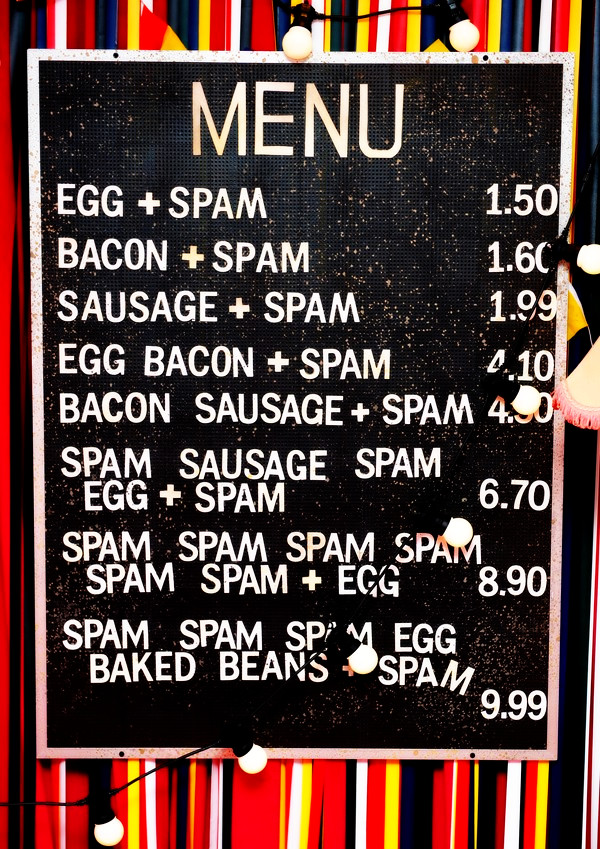 MENU
EGG + SPAM 1.50
BACON + SPAM 1.60
SAUSAGE + SPAM 1.99
EGG BACON + SPAM 4.10
BACON SAUSAGE + SPAM
SPAM SAUSAGE SPAM
EGG + SPAM 6.70
SPAM SPAM SPAM SPAM
SPAM SPAM + EGG 8.90
SPAM SPAM SPAM EGG
BAKED BEANS + SPAM
9.99